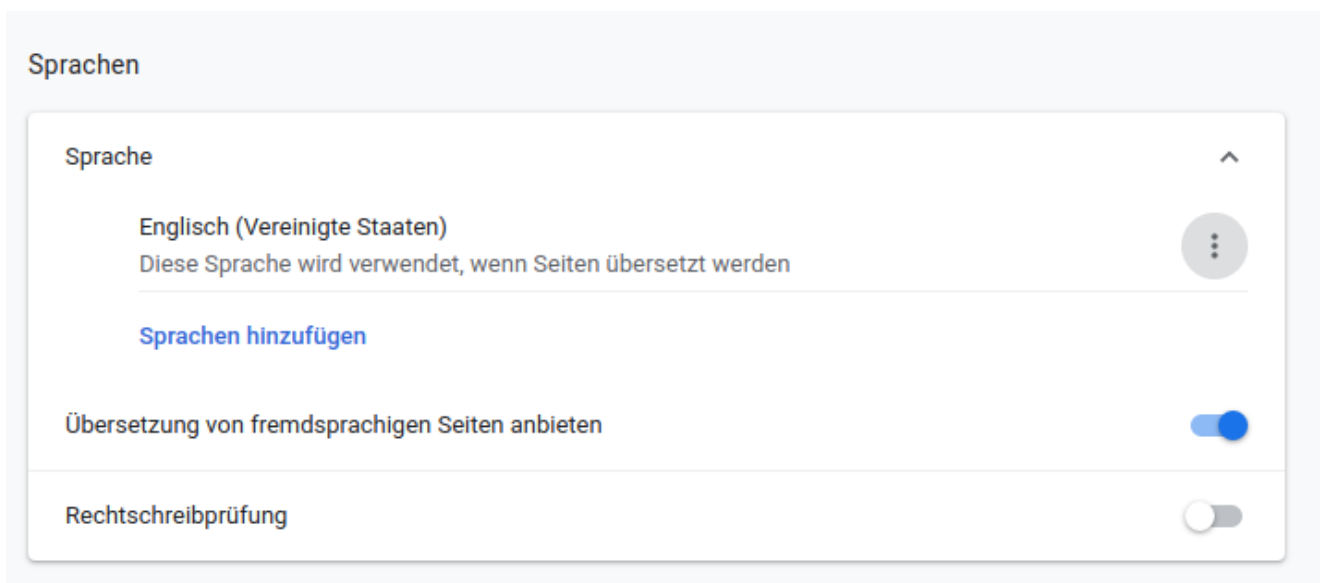 Sprachen
Sprache
Englisch (Vereinigte Staaten)
Diese Sprache wird verwendet, wenn Seiten übersetzt werden
Sprachen hinzufügen
Übersetzung von fremdsprachigen Seiten anbieten
Rechtschreibprüfung